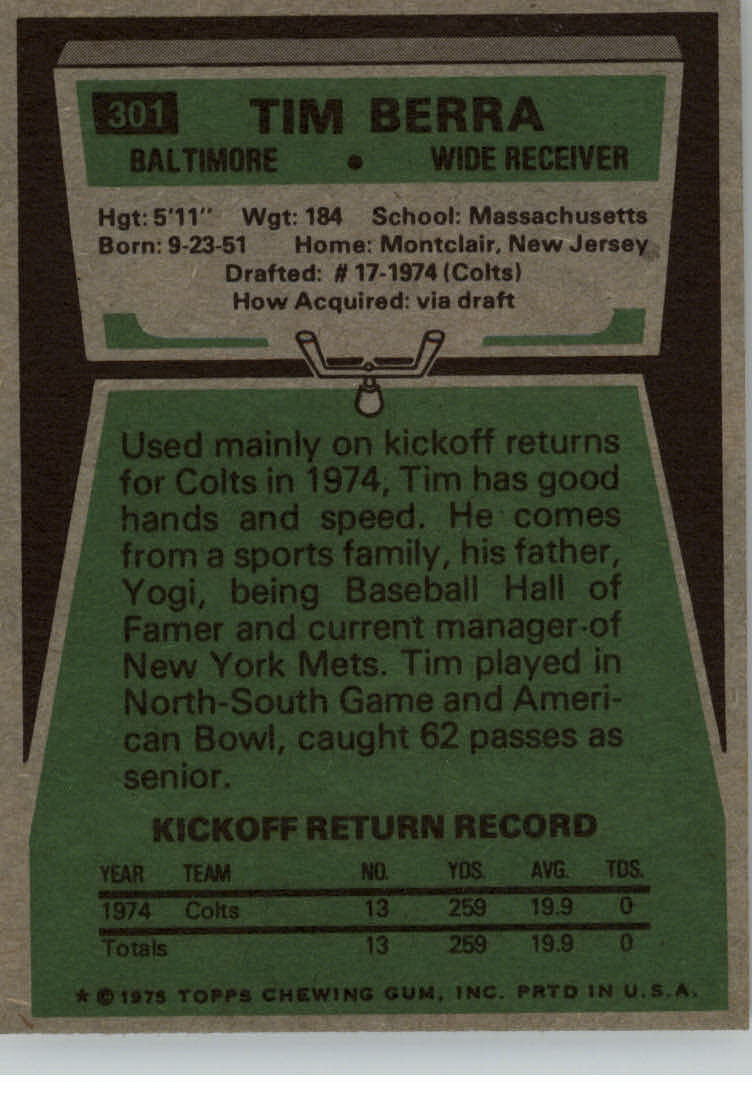 301 TIM BERRA
BALTIMORE • WIDE RECEIVER
Hgt: 5'11" Wgt: 184 School: Massachusetts
Born: 9-23-51 Home: Montclair, New Jersey
Drafted: # 17-1974 (Colts)
How Acquired: via draft
Used mainly on kickoff returns
for Colts in 1974, Tim has good
hands and speed. He comes
from a sports family, his father,
Yogi, being Baseball Hall of
Famer and current manager of
New York Mets. Tim played in
North-South Game and Ameri-
can Bowl, caught 62 passes as
senior.
KICKOFF RETURN RECORD
YEAR TEAM NO. YDS. AVG. TDS.
1974 Colts 13 259 19.9 0
Totals 13 259 19.9 0
* © 1975 TOPPS CHEWING GUM, INC. PRTD IN U.S.A.